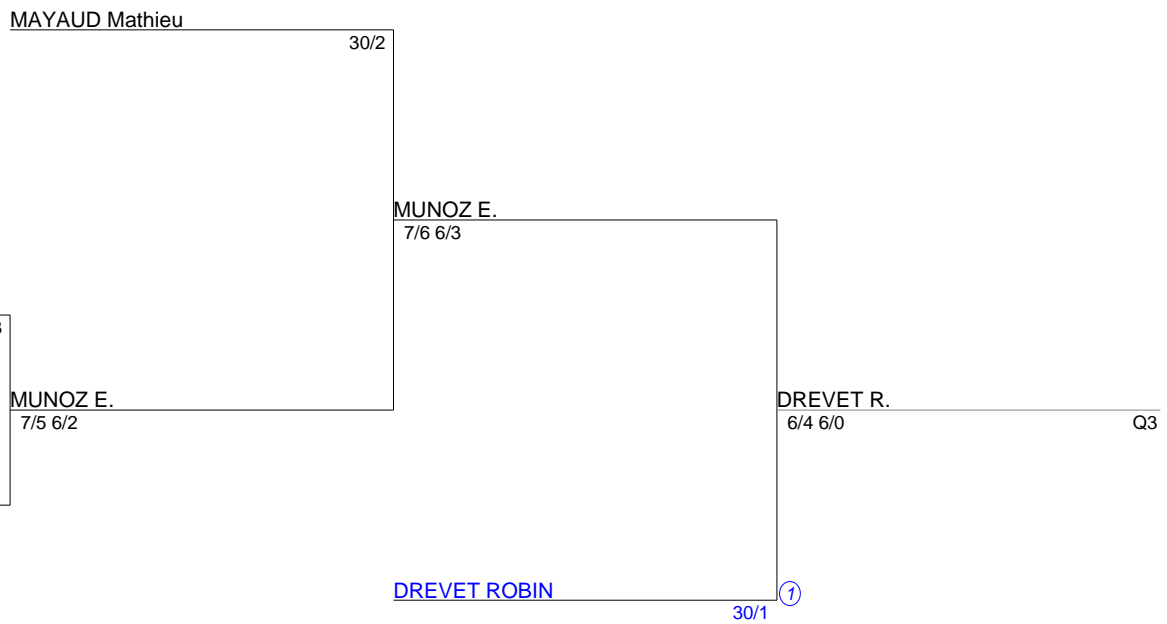 MAYAUD Mathieu
30/2
MUNOZ E.
7/6 6/3
MUNOZ E.
7/5 6/2
DREVET R.
6/4 6/0
Q3
DREVET ROBIN
1
30/1